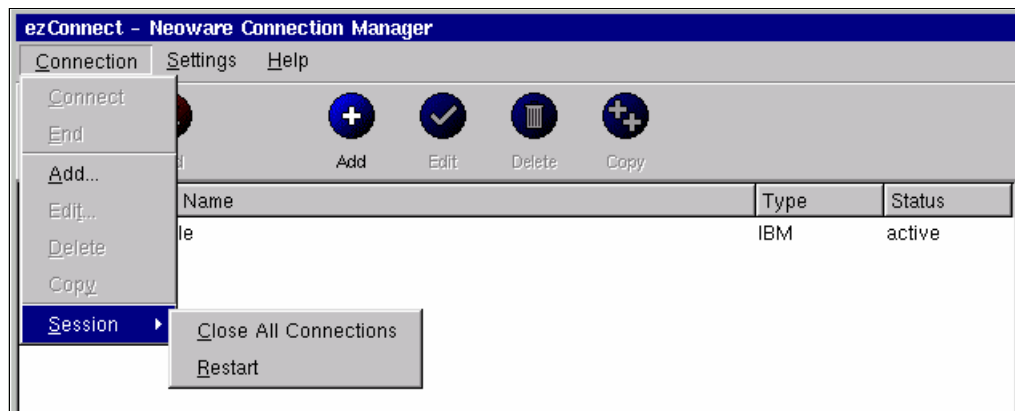 ezConnect – Neoware Connection Manager
Connection Settings Help
Connect
End
Add...
Edit...
Delete
Copy
Session
Close All Connections
Restart
Add Edit Delete Copy
Name Type Status
IBM active